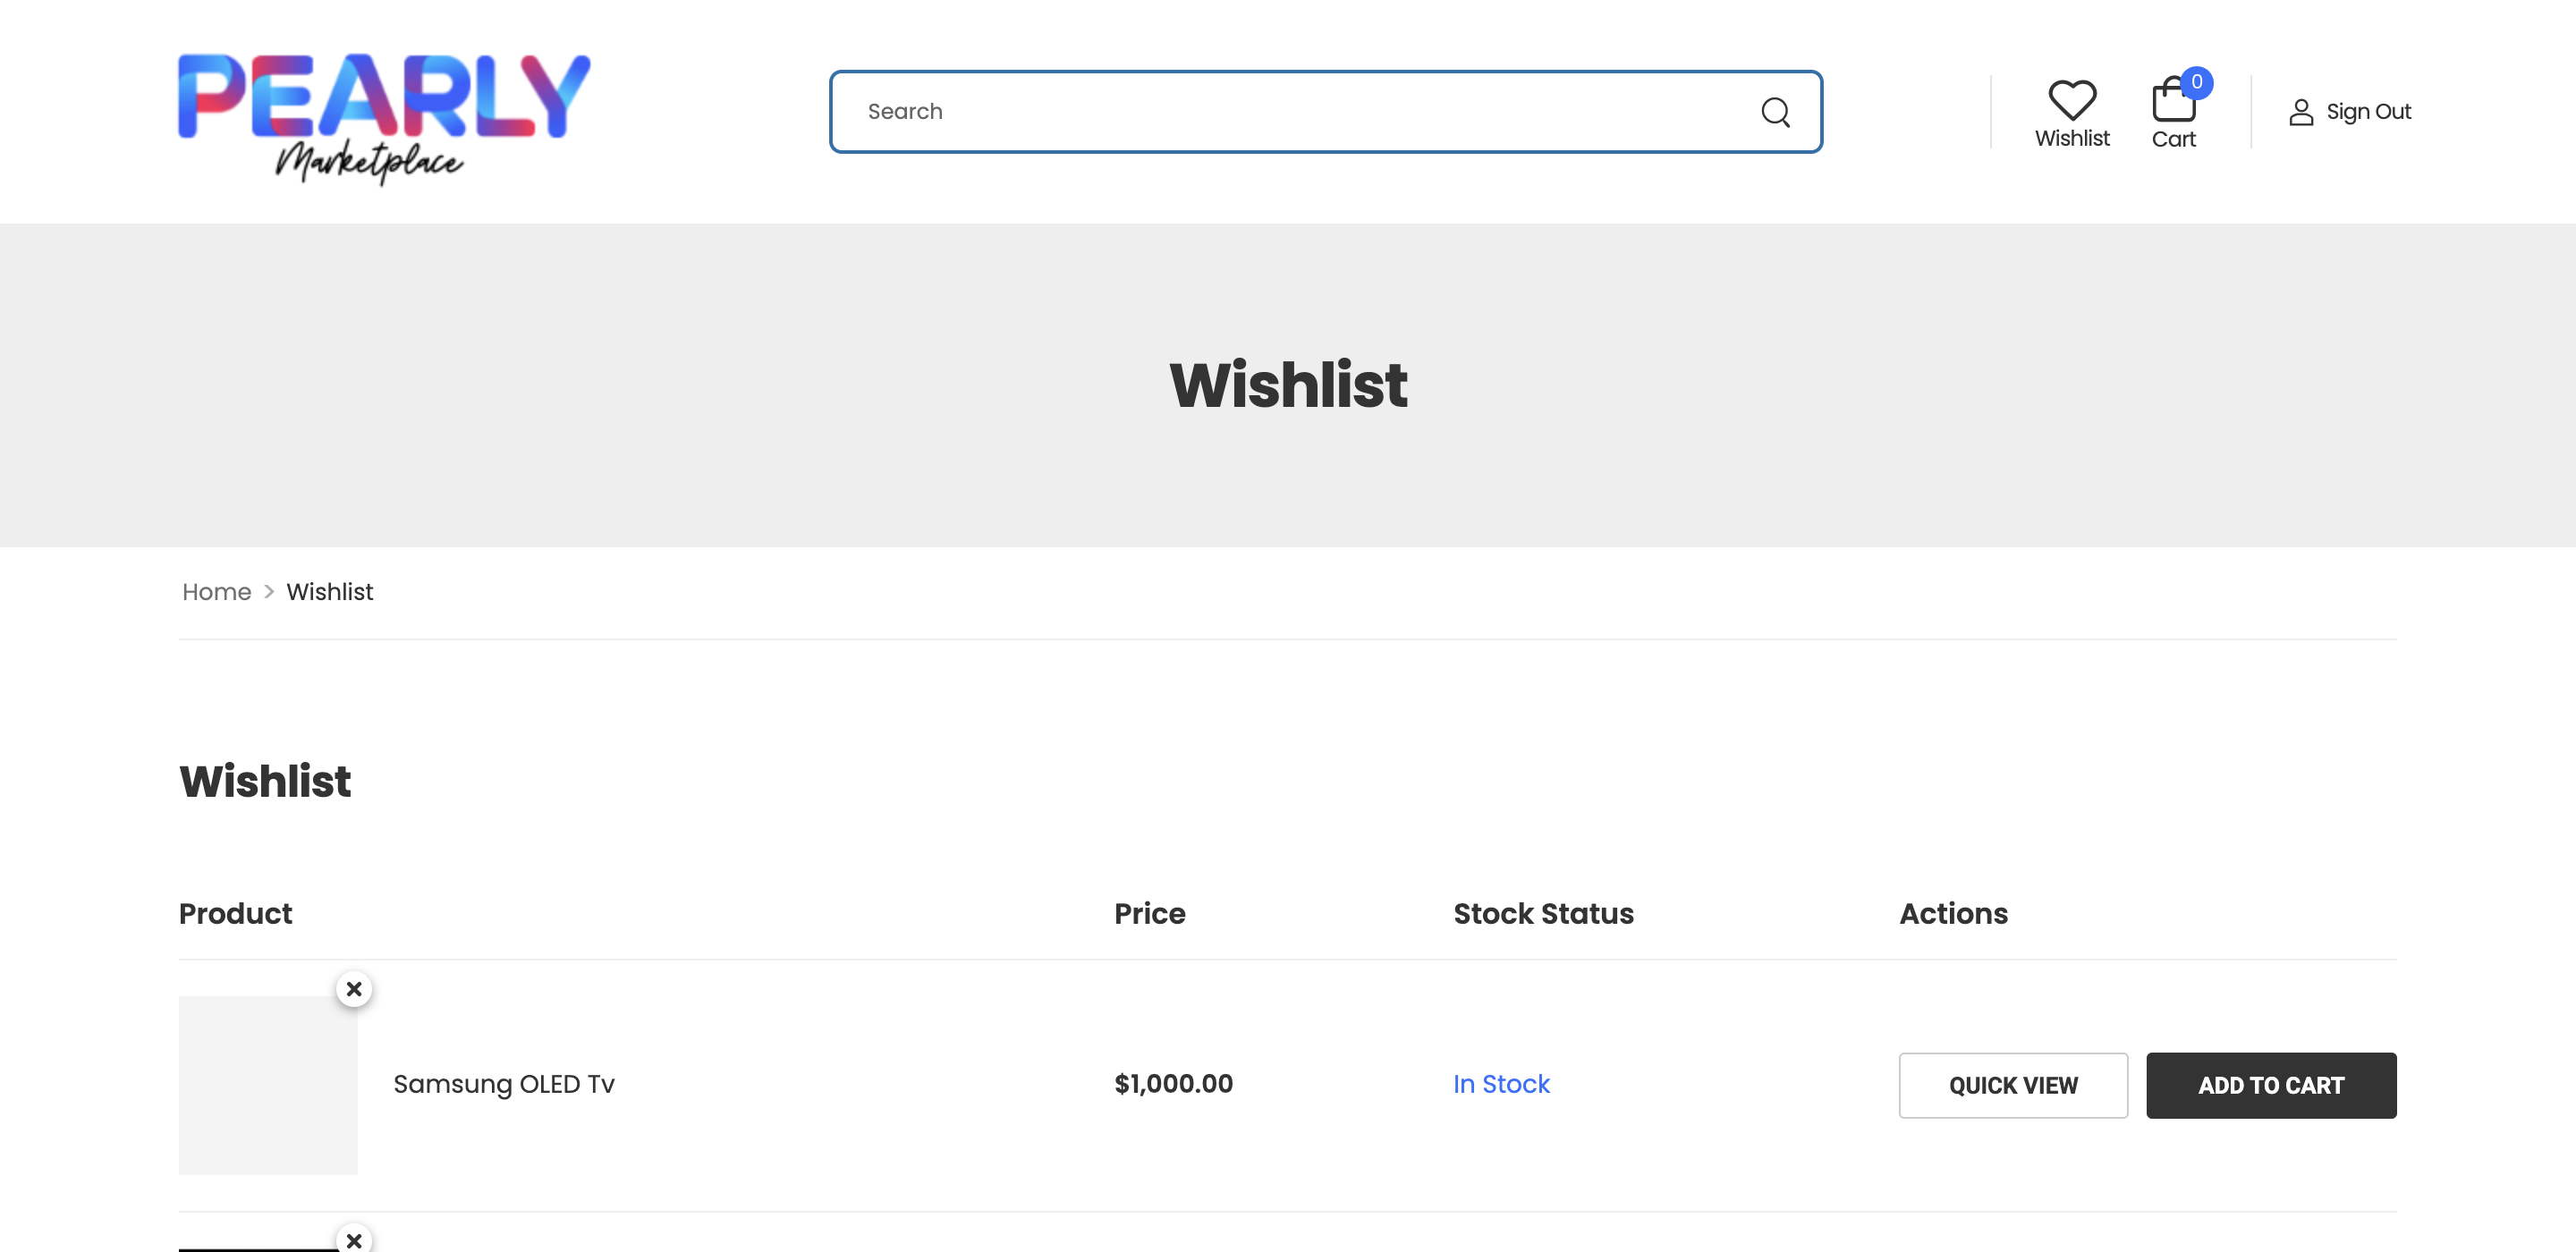 PEARLY
Marketplace
Search
Wishlist
0
Cart
Sign Out
Wishlist
Home > Wishlist
Wishlist
Product Price Stock Status Actions
Samsung OLED Tv $1,000.00 In Stock QUICK VIEW ADD TO CART